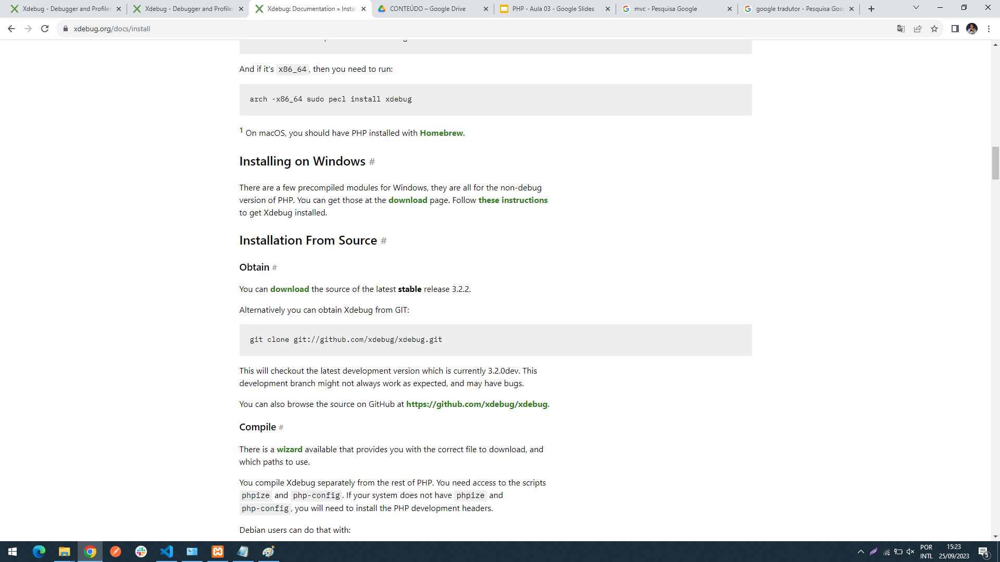 Xdebug - Debugger and Profiler
Xdebug - Debugger and Profiler
Xdebug: Documentation » Instal
CONTEÚDO – Google Drive
PHP - Aula 03 - Google Slides
mvc - Pesquisa Google
google tradutor - Pesquisa Goo
xdebug.org/docs/install
And if it's x86_64, then you need to run:
arch -x86_64 sudo pecl install xdebug
1 On macOS, you should have PHP installed with Homebrew.
Installing on Windows #
There are a few precompiled modules for Windows, they are all for the non-debug
version of PHP. You can get those at the download page. Follow these instructions
to get Xdebug installed.
Installation From Source #
Obtain #
You can download the source of the latest stable release 3.2.2.
Alternatively you can obtain Xdebug from GIT:
git clone git://github.com/xdebug/xdebug.git
This will checkout the latest development version which is currently 3.2.0dev. This
development branch might not always work as expected, and may have bugs.
You can also browse the source on GitHub at https://github.com/xdebug/xdebug.
Compile #
There is a wizard available that provides you with the correct file to download, and
which paths to use.
You compile Xdebug separately from the rest of PHP. You need access to the scripts
phpize and php-config. If your system does not have phpize and
php-config, you will need to install the PHP development headers.
Debian users can do that with:
POR
INTL
15:23
25/09/2023
5